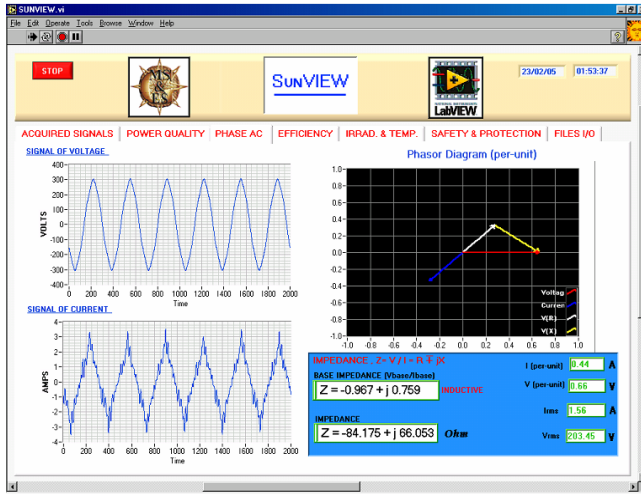 SUNVIEW.vi
File Edit Operate Tools Browse Window Help
STOP
MS
&
ES
SUNVIEW
NATIONAL INSTRUMENTS
LabVIEW
23/02/05 01:53:37
ACQUIRED SIGNALS POWER QUALITY PHASE AC EFFICIENCY IRRAD. & TEMP. SAFETY & PROTECTION FILES I/O
SIGNAL OF VOLTAGE
400
300
200
100
0
-100
-200
-300
-400
VOLTS
0 200 400 600 800 1000 1200 1400 1600 1800 2000
Time
SIGNAL OF CURRENT
4
3
2
1
0
-1
-2
-3
-4
AMPS
0 200 400 600 800 1000 1200 1400 1600 1800 2000
Time
Phasor Diagram (per-unit)
1.0
0.8
0.6
0.4
0.2
0.0
-0.2
-0.4
-0.6
-0.8
-1.0
-1.0 -0.8 -0.6 -0.4 -0.2 0.0 0.2 0.4 0.6 0.8 1.0
Voltag
Curren
V(R)
V(X)
IMPEDANCE , Z= V / I = R ∓ jX
BASE IMPEDANCE (Vbase/Ibase)
Z = -0.967 + j 0.759 INDUCTIVE
IMPEDANCE
Z = -84.175 + j 66.053 Ohm
I (per-unit) 0.44 A
V (per-unit) 0.66 V
Irms 1.56 A
Vrms 203.45 V